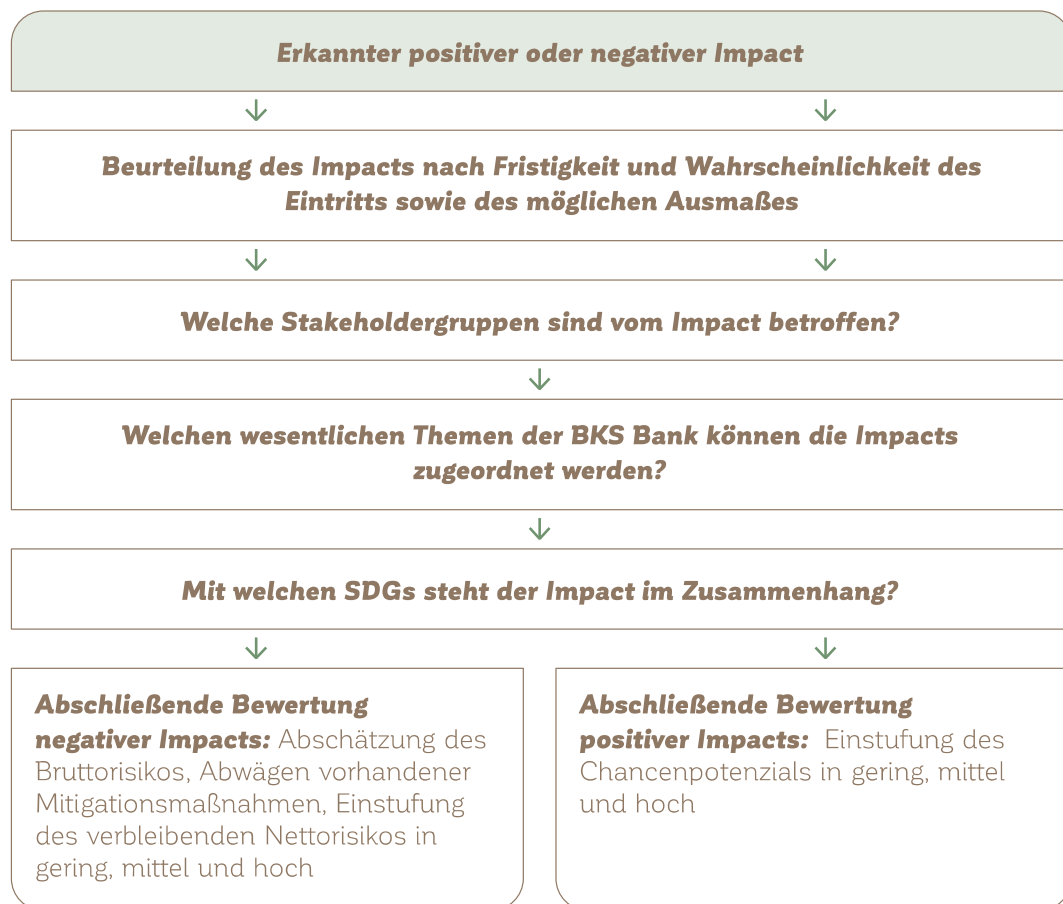 Erkannter positiver oder negativer Impact
Beurteilung des Impacts nach Fristigkeit und Wahrscheinlichkeit des
Eintritts sowie des möglichen Ausmaßes
Welche Stakeholdergruppen sind vom Impact betroffen?
Welchen wesentlichen Themen der BKS Bank können die Impacts
zugeordnet werden?
Mit welchen SDGs steht der Impact im Zusammenhang?
Abschließende Bewertung
negativer Impacts: Abschätzung des
Bruttorisikos, Abwägen vorhandener
Mitigationsmaßnahmen, Einstufung
des verbleibenden Nettorisikos in
gering, mittel und hoch
Abschließende Bewertung
positiver Impacts: Einstufung des
Chancenpotenzials in gering, mittel
und hoch